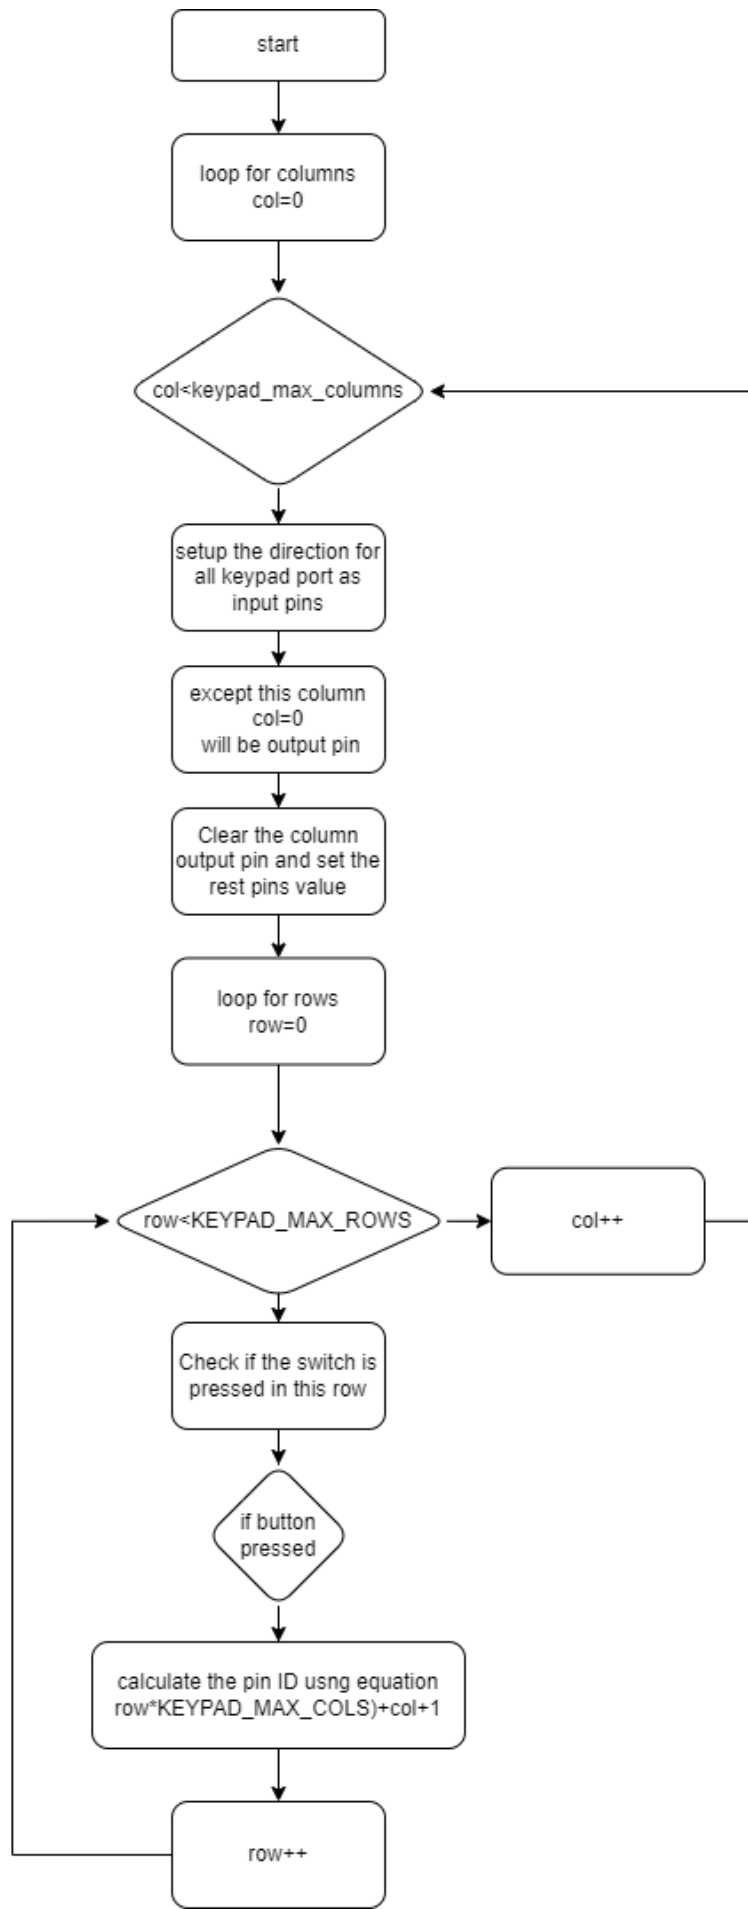 start
loop for columns
col=0
col<keypad_max_columns
setup the direction for
all keypad port as
input pins
except this column
col=0
will be output pin
Clear the column
output pin and set the
rest pins value
loop for rows
row=0
row<KEYPAD_MAX_ROWS
col++
Check if the switch is
pressed in this row
if button
pressed
calculate the pin ID usng equation
row*KEYPAD_MAX_COLS)+col+1
row++